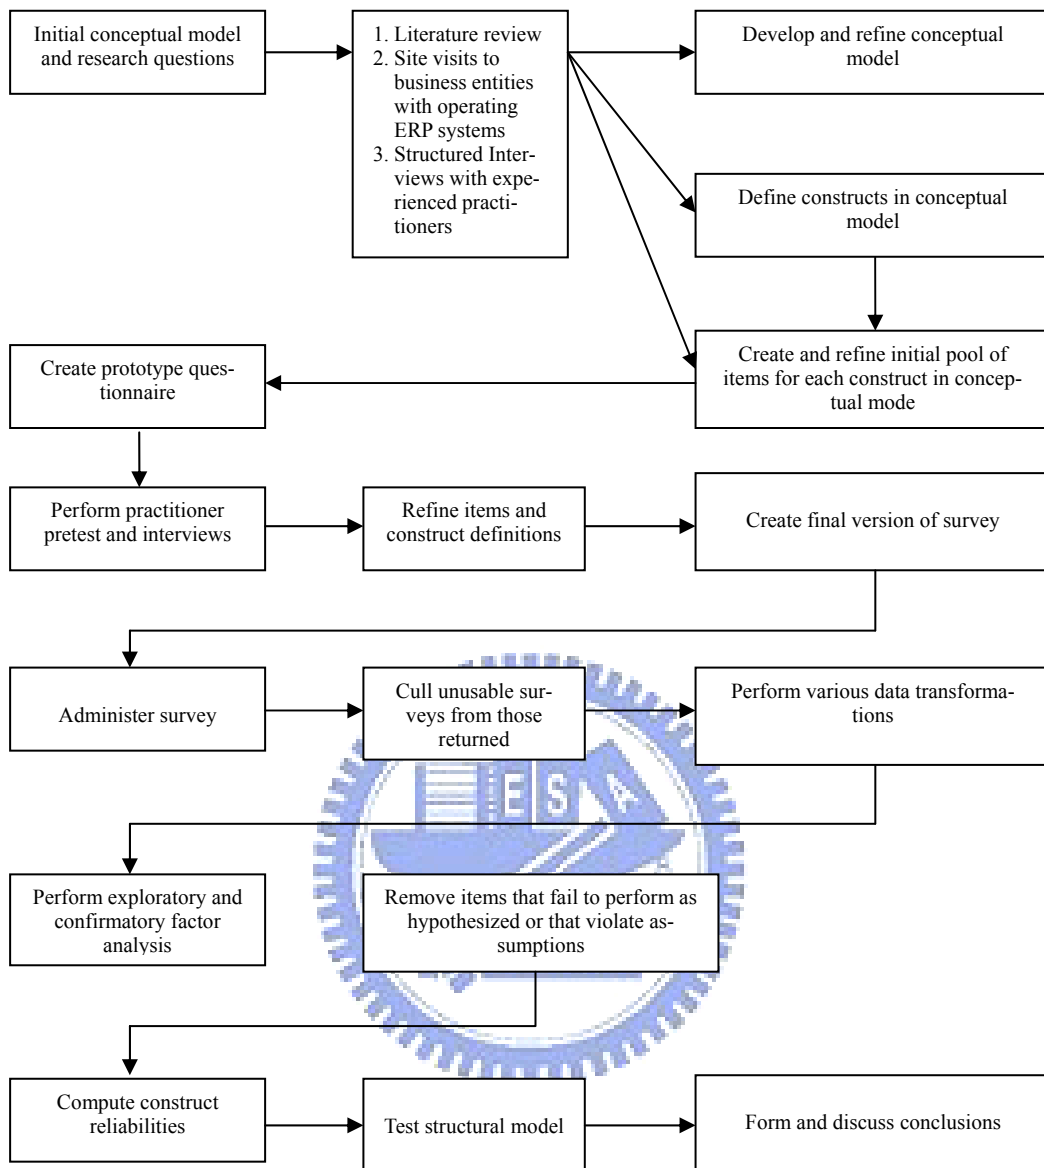 Initial conceptual model
and research questions
1. Literature review
2. Site visits to
business entities
with operating
ERP systems
3. Structured Inter-
views with expe-
rienced practi-
tioners
Develop and refine conceptual
model
Define constructs in conceptual
model
Create and refine initial pool of
items for each construct in concep-
tual mode
Create prototype ques-
tionnaire
Perform practitioner
pretest and interviews
Refine items and
construct definitions
Create final version of survey
Administer survey
Cull unusable sur-
veys from those
returned
Perform various data transforma-
tions
E S A
Perform exploratory and
confirmatory factor
analysis
Remove items that fail to perform as
hypothesized or that violate as-
sumptions
Compute construct
reliabilities
Test structural model
Form and discuss conclusions